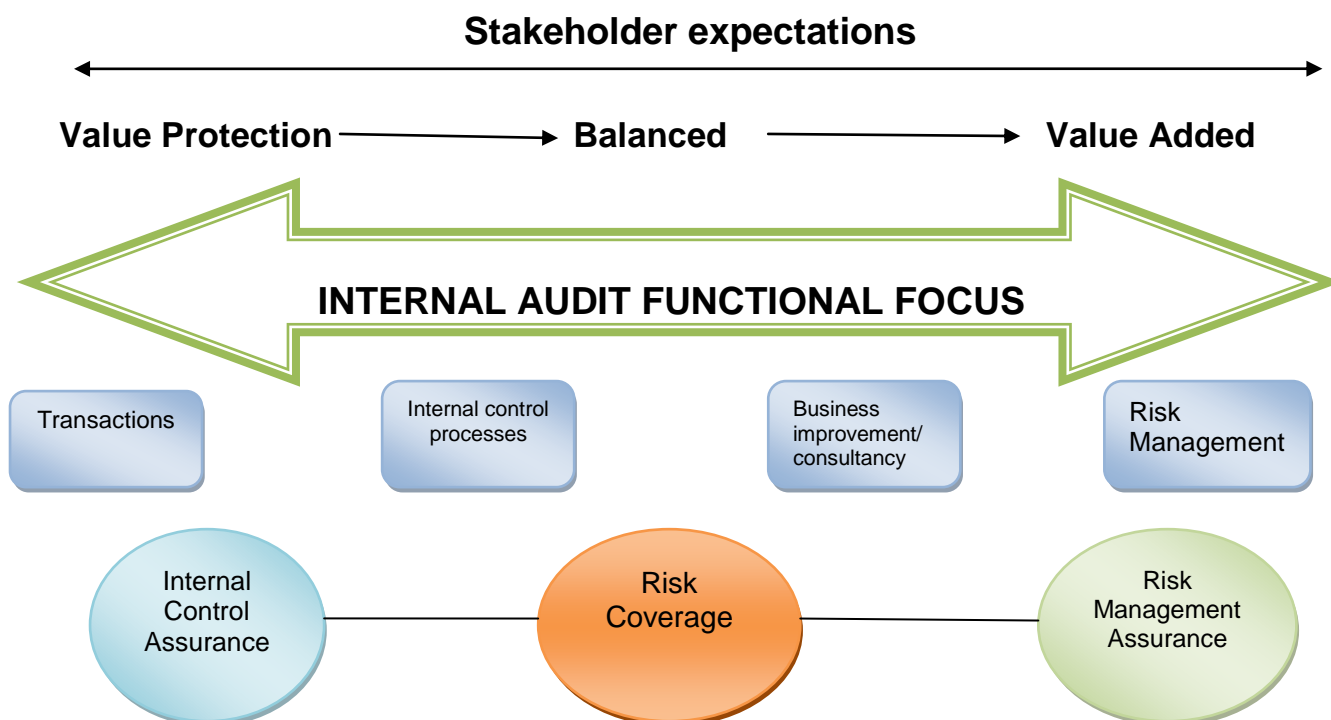 Stakeholder expectations
Value Protection
Balanced
Value Added
INTERNAL AUDIT FUNCTIONAL FOCUS
Transactions
Internal control
processes
Business
improvement/
consultancy
Risk
Management
Internal
Control
Assurance
Risk
Coverage
Risk
Management
Assurance